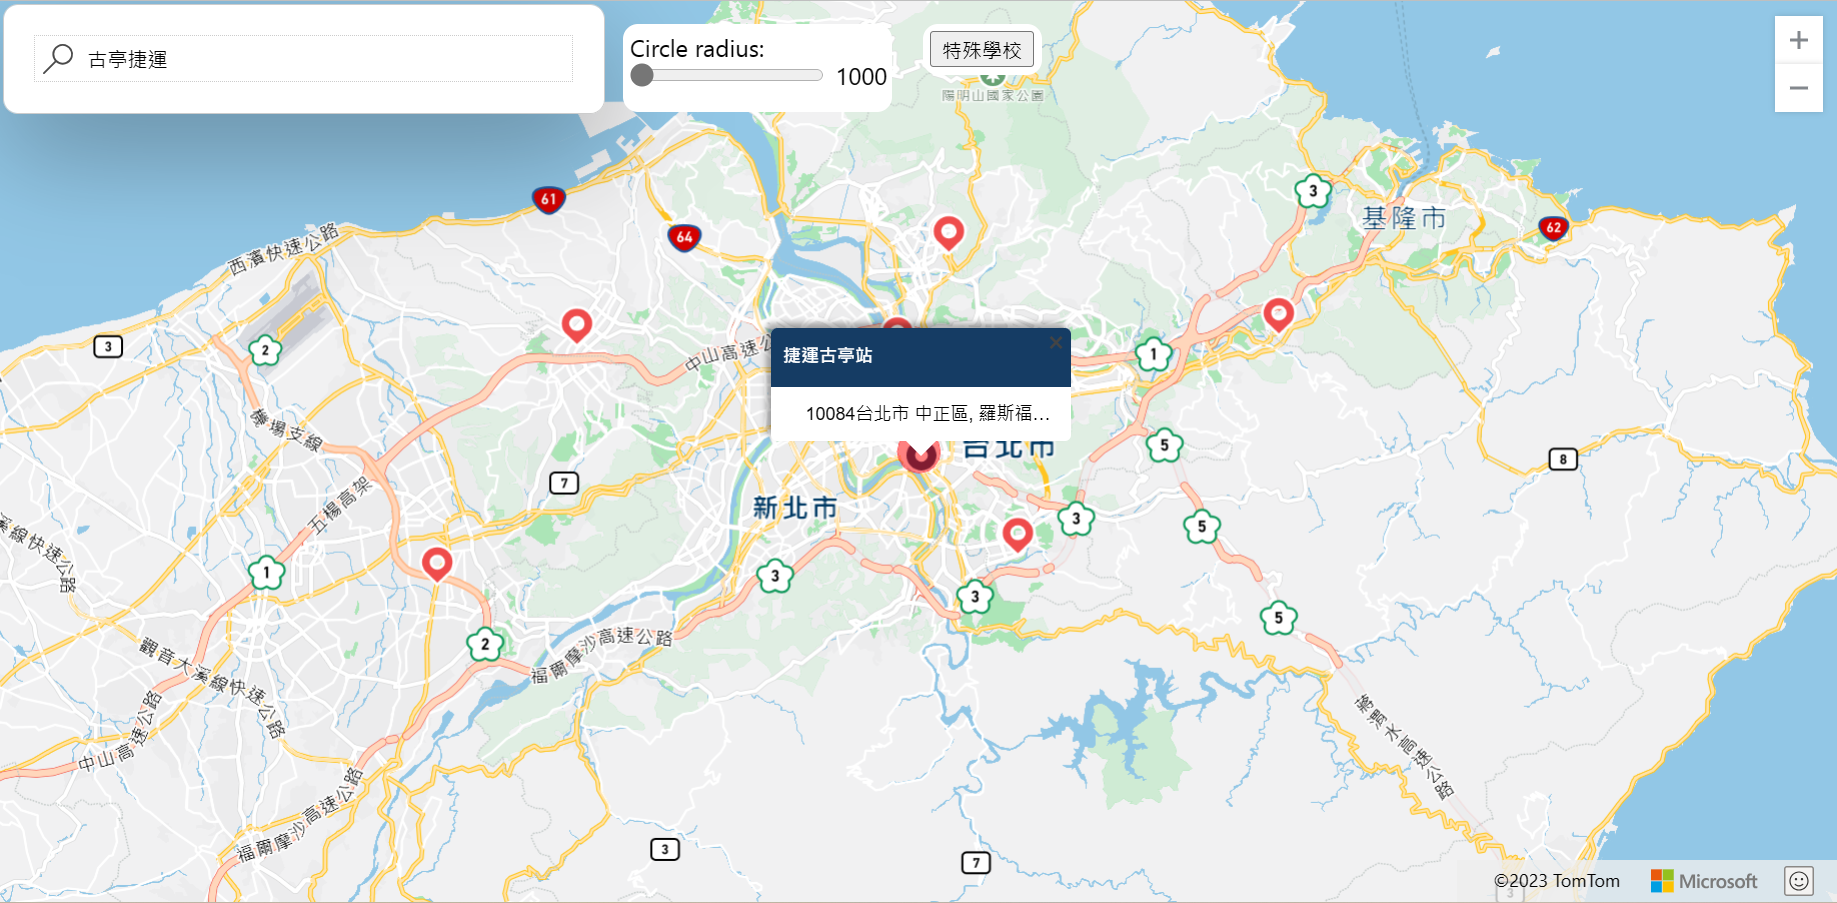 古亭捷運
Circle radius:
1000
特殊學校
陽明山國家公園
+
−
61
64
3
基隆市
62
西濱快速公路
3
2
中山高速公
1
捷運古亭站
×
10084台北市 中正區, 羅斯福…
台北市
機場支線
5
8
7
五楊高架
新北市
3
5
線快速公路
1
3
3
5
2
福爾摩沙高速公路
觀音大溪線快速公路
中山高速公路
蔣渭水高速公路
福爾摩沙高速公路
3
7
3
©2023 TomTom
Microsoft